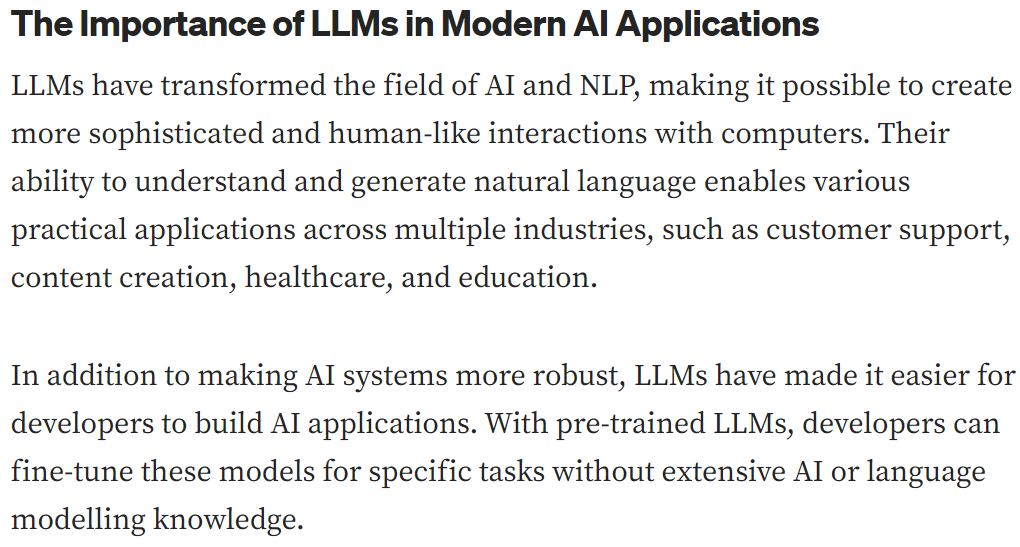 The Importance of LLMs in Modern AI Applications
LLMs have transformed the field of AI and NLP, making it possible to create
more sophisticated and human-like interactions with computers. Their
ability to understand and generate natural language enables various
practical applications across multiple industries, such as customer support,
content creation, healthcare, and education.
In addition to making AI systems more robust, LLMs have made it easier for
developers to build AI applications. With pre-trained LLMs, developers can
fine-tune these models for specific tasks without extensive AI or language
modelling knowledge.